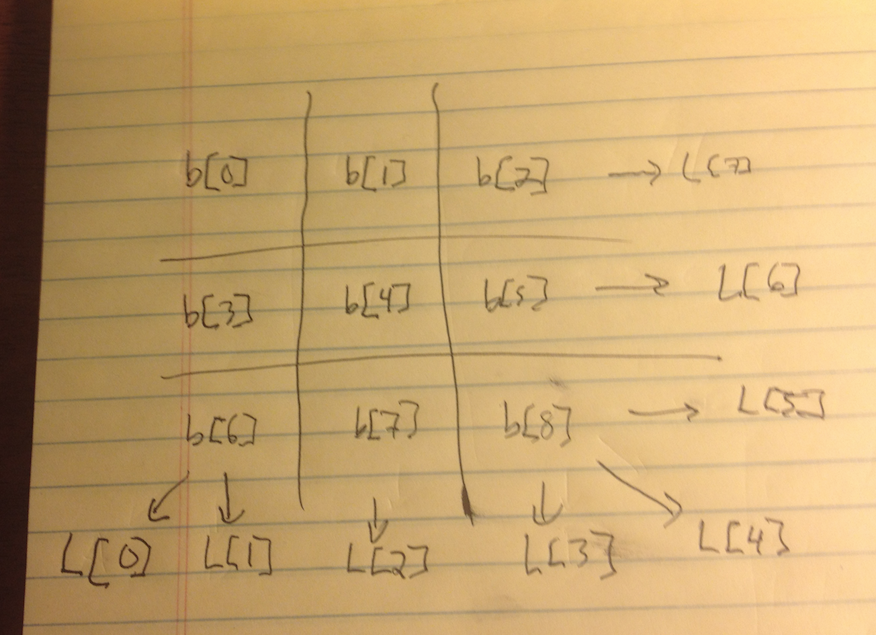 b[0] b[1] b[2] → L[7]
b[3] b[4] b[5] → L[6]
b[6] b[7] b[8] → L[5]
L[0] L[1] L[2] L[3] L[4]